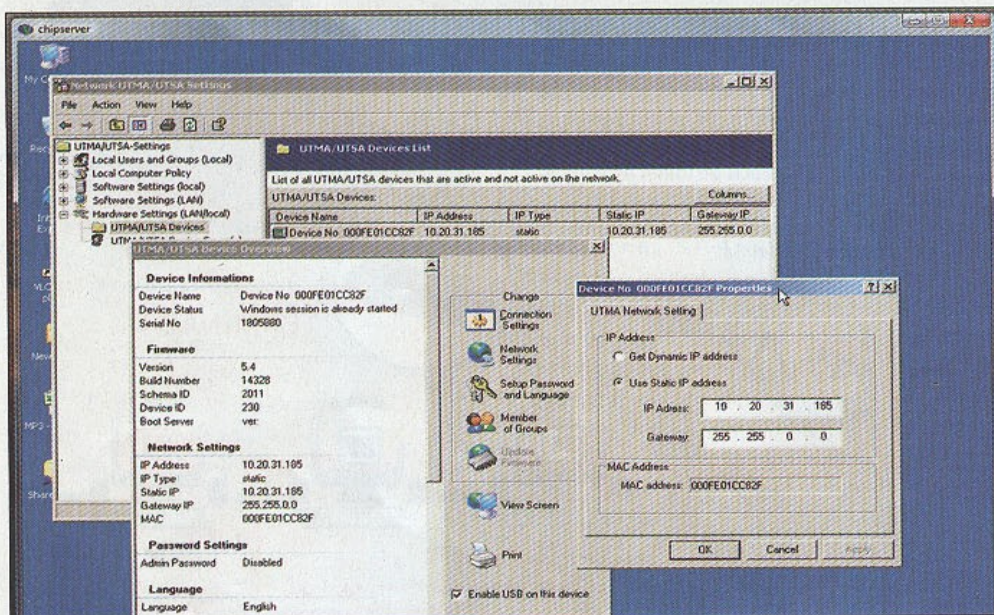 chipserver
Network UTMA/UTSA Settings
File Action View Help
UTMA/UTSA-Settings
Local Users and Groups (Local)
Local Computer Policy
Software Settings (local)
Software Settings (LAN)
Hardware Settings (LAN/local)
UTMA/UTSA Devices
UTMA/UTSA Devices List
List of all UTMA/UTSA devices that are active and not active on the network.
UTMA/UTSA Devices:
Columns...
Device Name IP Address IP Type Static IP Gateway IP
Device No 000FE01CC82F 10.20.31.185 static 10.20.31.185 255.255.0.0
UTMA/UTSA Device Overview
Device Informations
Device Name Device No 000FE01CC82F
Device Status Windows session is already started
Serial No 1805880
Firmware
Version 5.4
Build Number 14328
Schema ID 2011
Device ID 230
Boot Server ver:
Network Settings
IP Address 10.20.31.185
IP Type static
Static IP 10.20.31.185
Gateway IP 255.255.0.0
MAC 000FE01CC82F
Password Settings
Admin Password Disabled
Language
Language English
Change
Connection
Settings
Network
Settings
Setup Password
and Language
Member
of Groups
Update
Firmware
View Screen
Print
Enable USB on this device
Device No 000FE01CC82F Properties
UTMA Network Setting
IP Address
Get Dynamic IP address
Use Static IP address
IP Adress: 10 . 20 . 31 . 185
Gateway: 255 . 255 . 0 . 0
MAC Address
MAC address: 000FE01CC82F
OK Cancel Apply